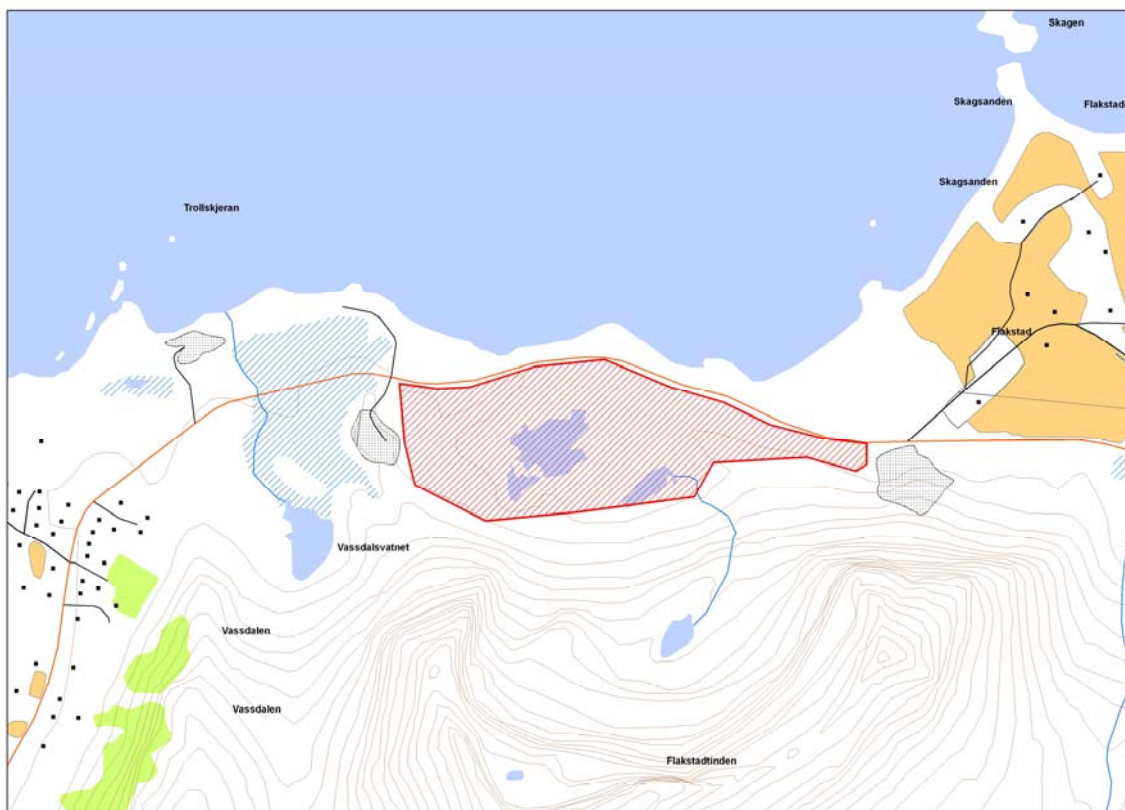 Skagen
Skagsanden
Flakstad
Skagsanden
Trollskjeran
Flakstad
Vassdalsvatnet
Vassdalen
Vassdalen
Flakstadtinden